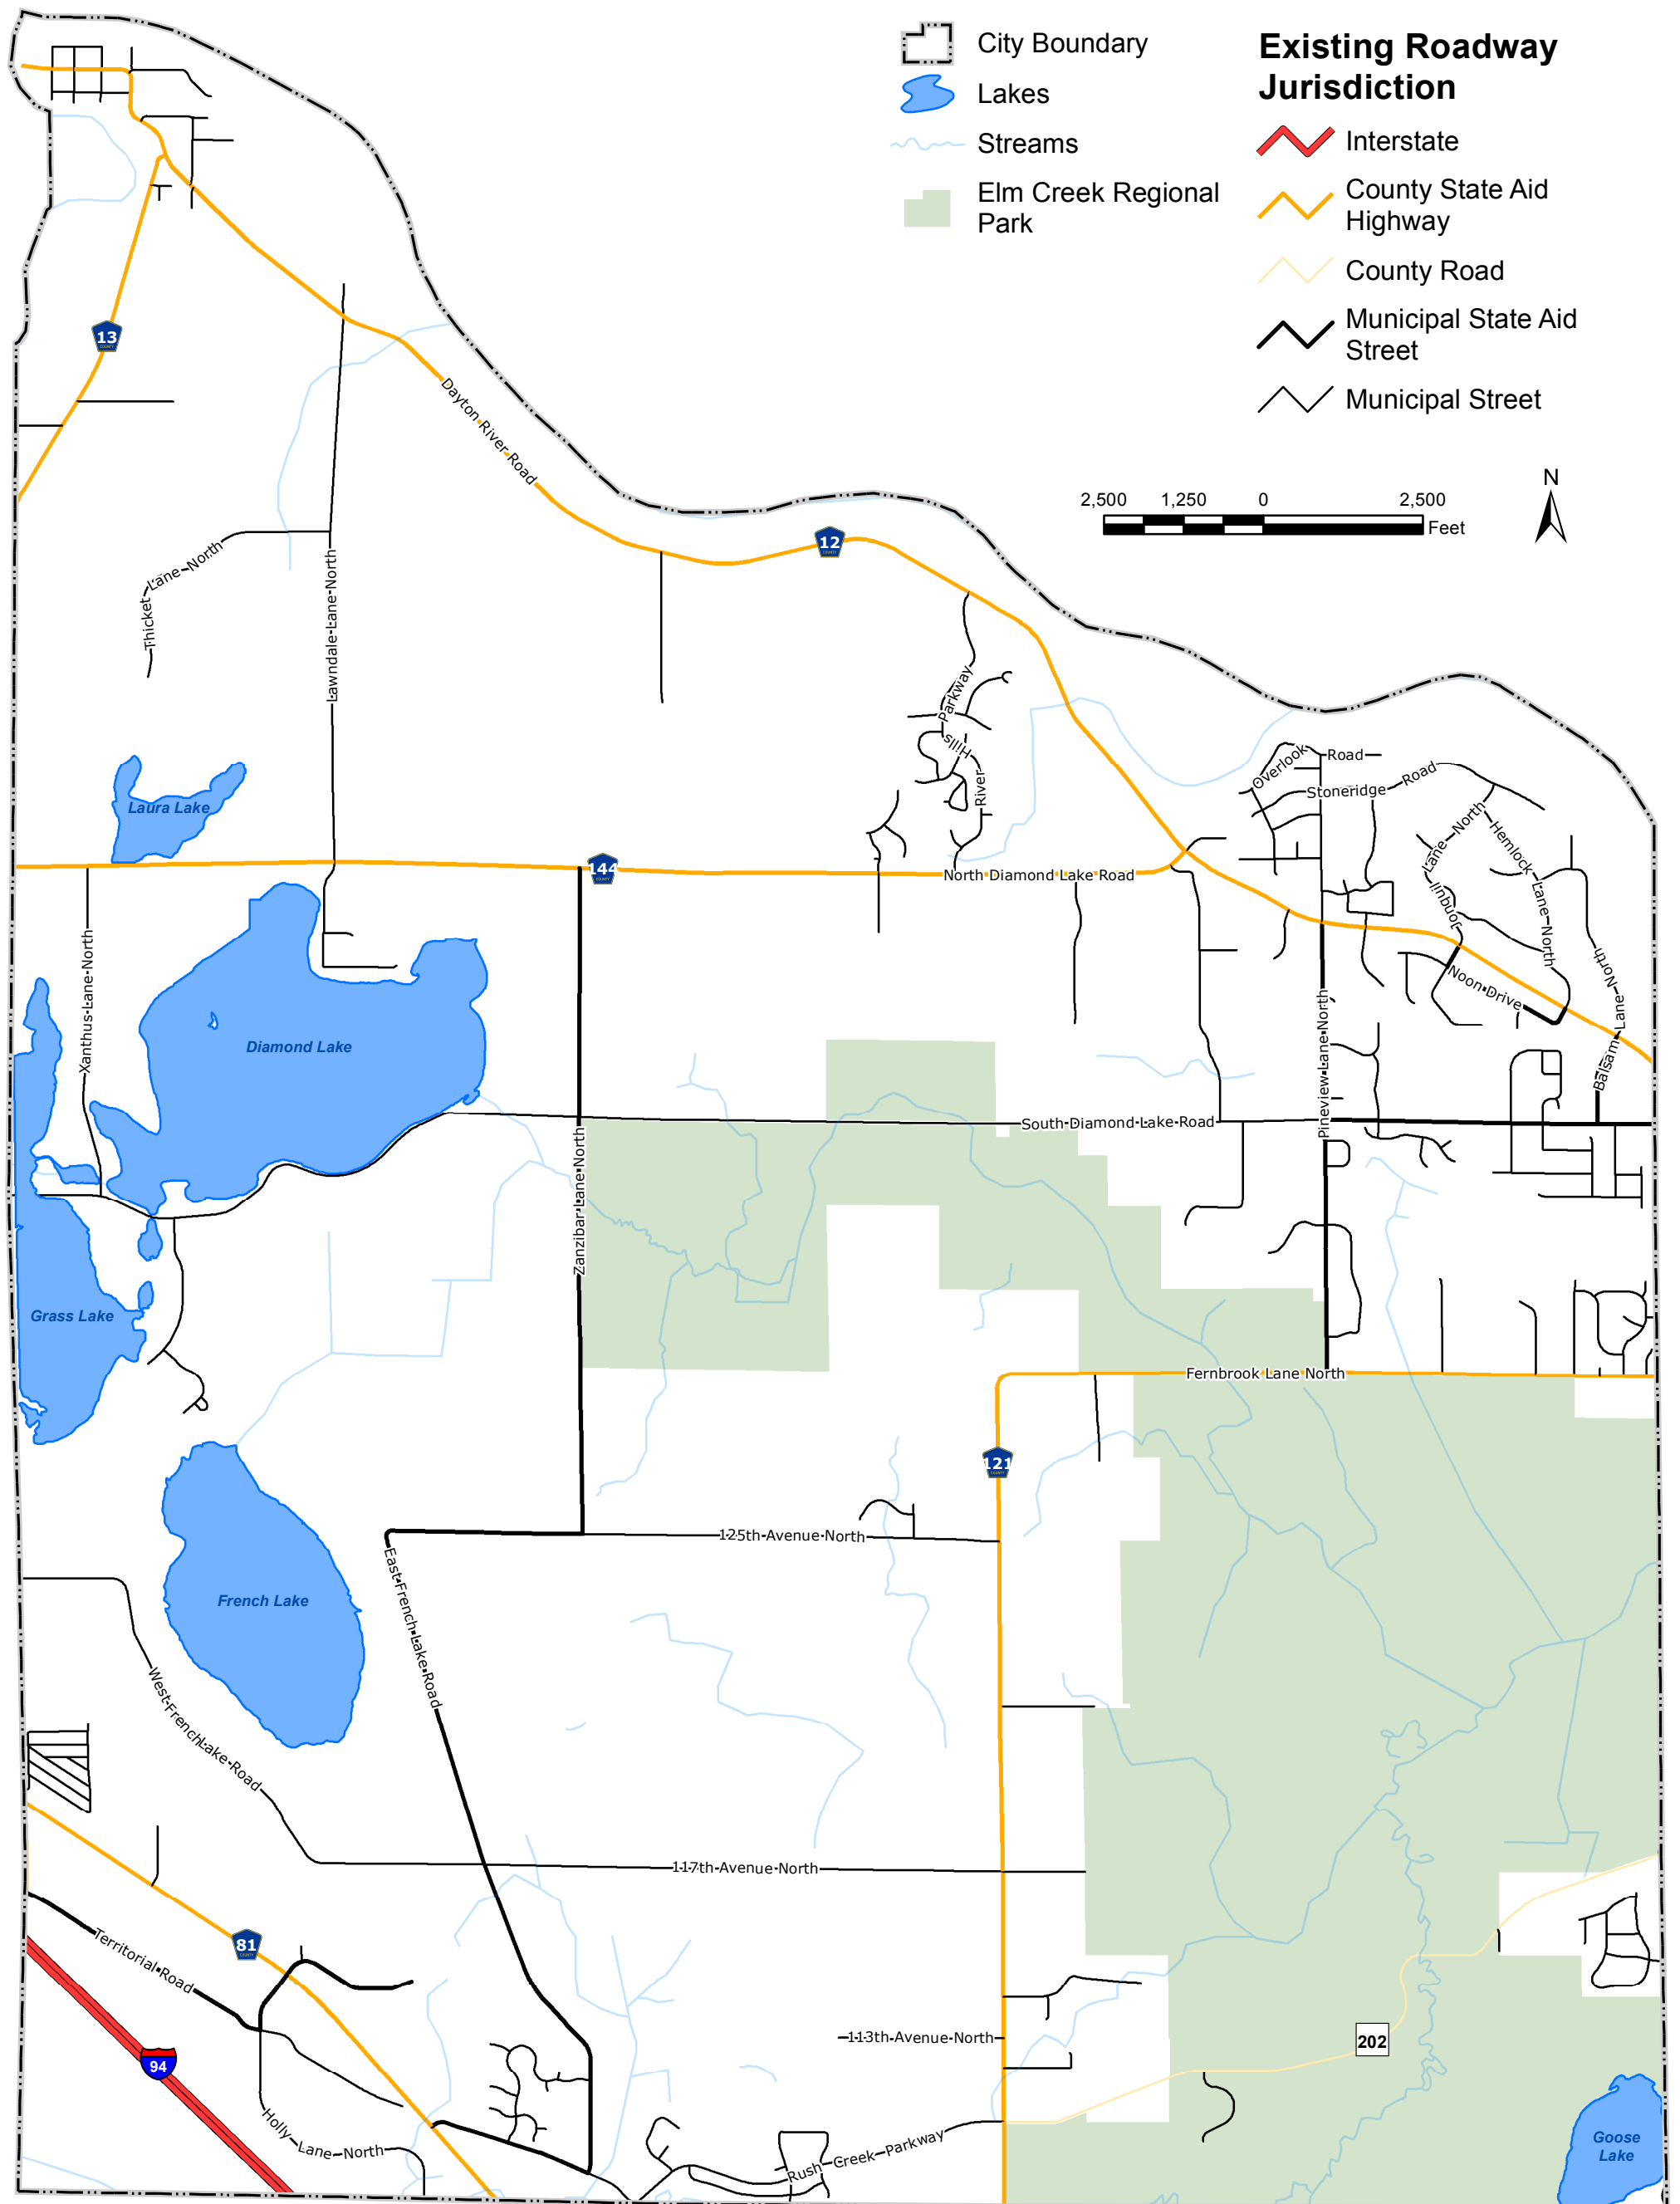 City Boundary
Lakes
Streams
Elm Creek Regional
Park
Existing Roadway
Jurisdiction
Interstate
County State Aid
Highway
County Road
Municipal State Aid
Street
Municipal Street
2,500 1,250 0 2,500
Feet
N
13
COUNTY
Dayton River Road
12
COUNTY
Thicket Lane North
Lawndale Lane North
Parkway
Hills
River
Overlook Road
Stoneridge Road
Laura Lake
Jonquil Lane North
Hemlock Lane North
144
COUNTY
North Diamond Lake Road
Xanthus Lane North
Diamond Lake
Noon Drive
Pineview Lane North
Balsam Lane North
South Diamond Lake Road
Zanzibar Lane North
Grass Lake
Fernbrook Lane North
121
COUNTY
125th Avenue North
East French Lake Road
French Lake
West French Lake Road
117th Avenue North
81
COUNTY
Territorial Road
94
113th Avenue North
202
Holly Lane North
Rush Creek Parkway
Goose
Lake